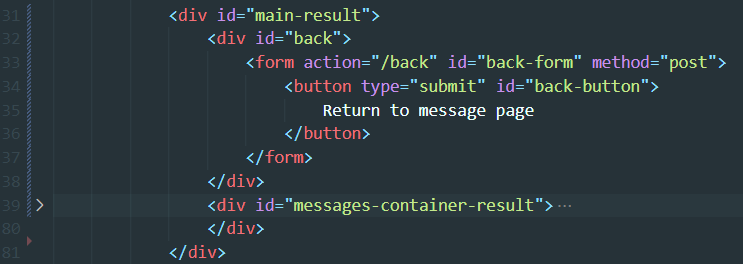 31 <div id="main-result">
32 <div id="back">
33 <form action="/back" id="back-form" method="post">
34 <button type="submit" id="back-button">
35 Return to message page
36 </button>
37 </form>
38 </div>
39 > <div id="messages-container-result">···
80 </div>
81 </div>